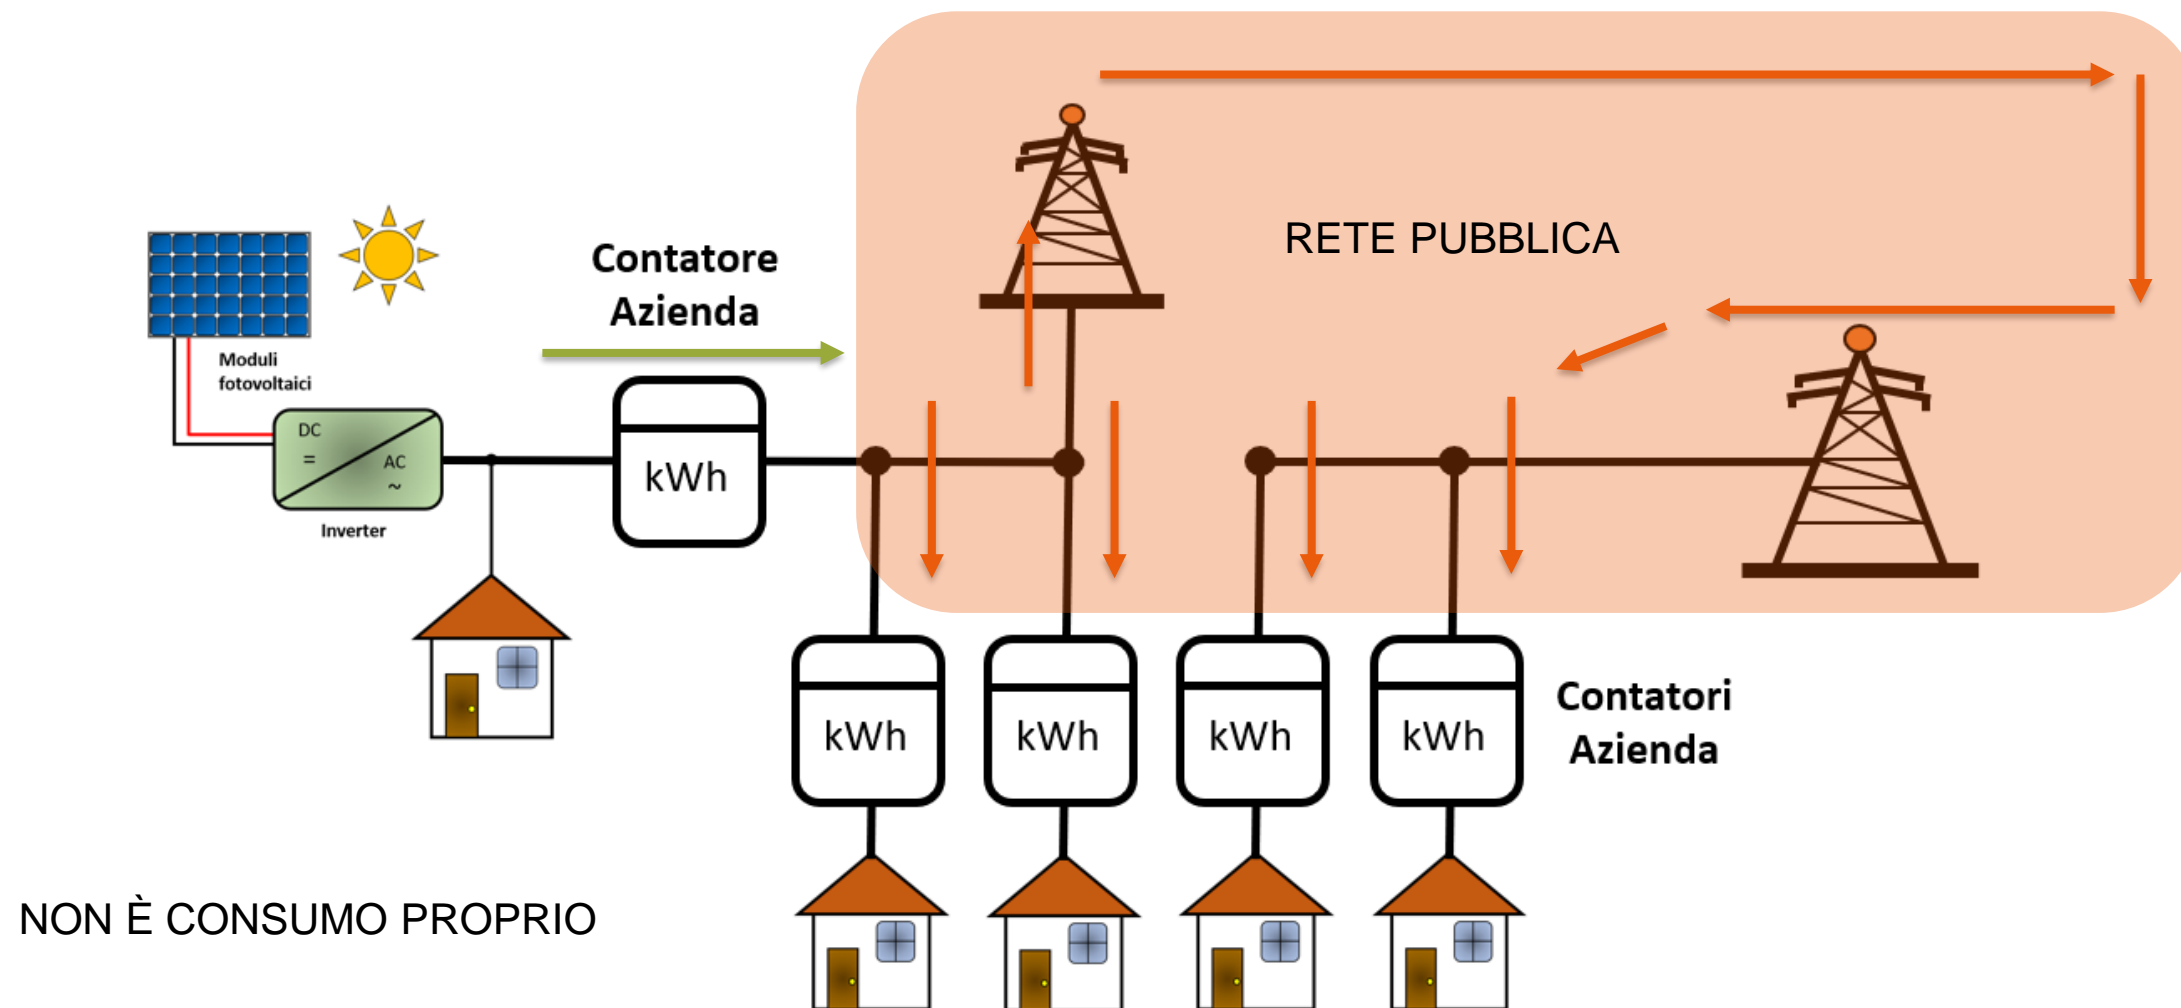 RETE PUBBLICA
Contatore
Azienda
Moduli
fotovoltaici
DC
=
AC
~
Inverter
kWh
kWh
kWh
kWh
kWh
Contatori
Azienda
NON È CONSUMO PROPRIO